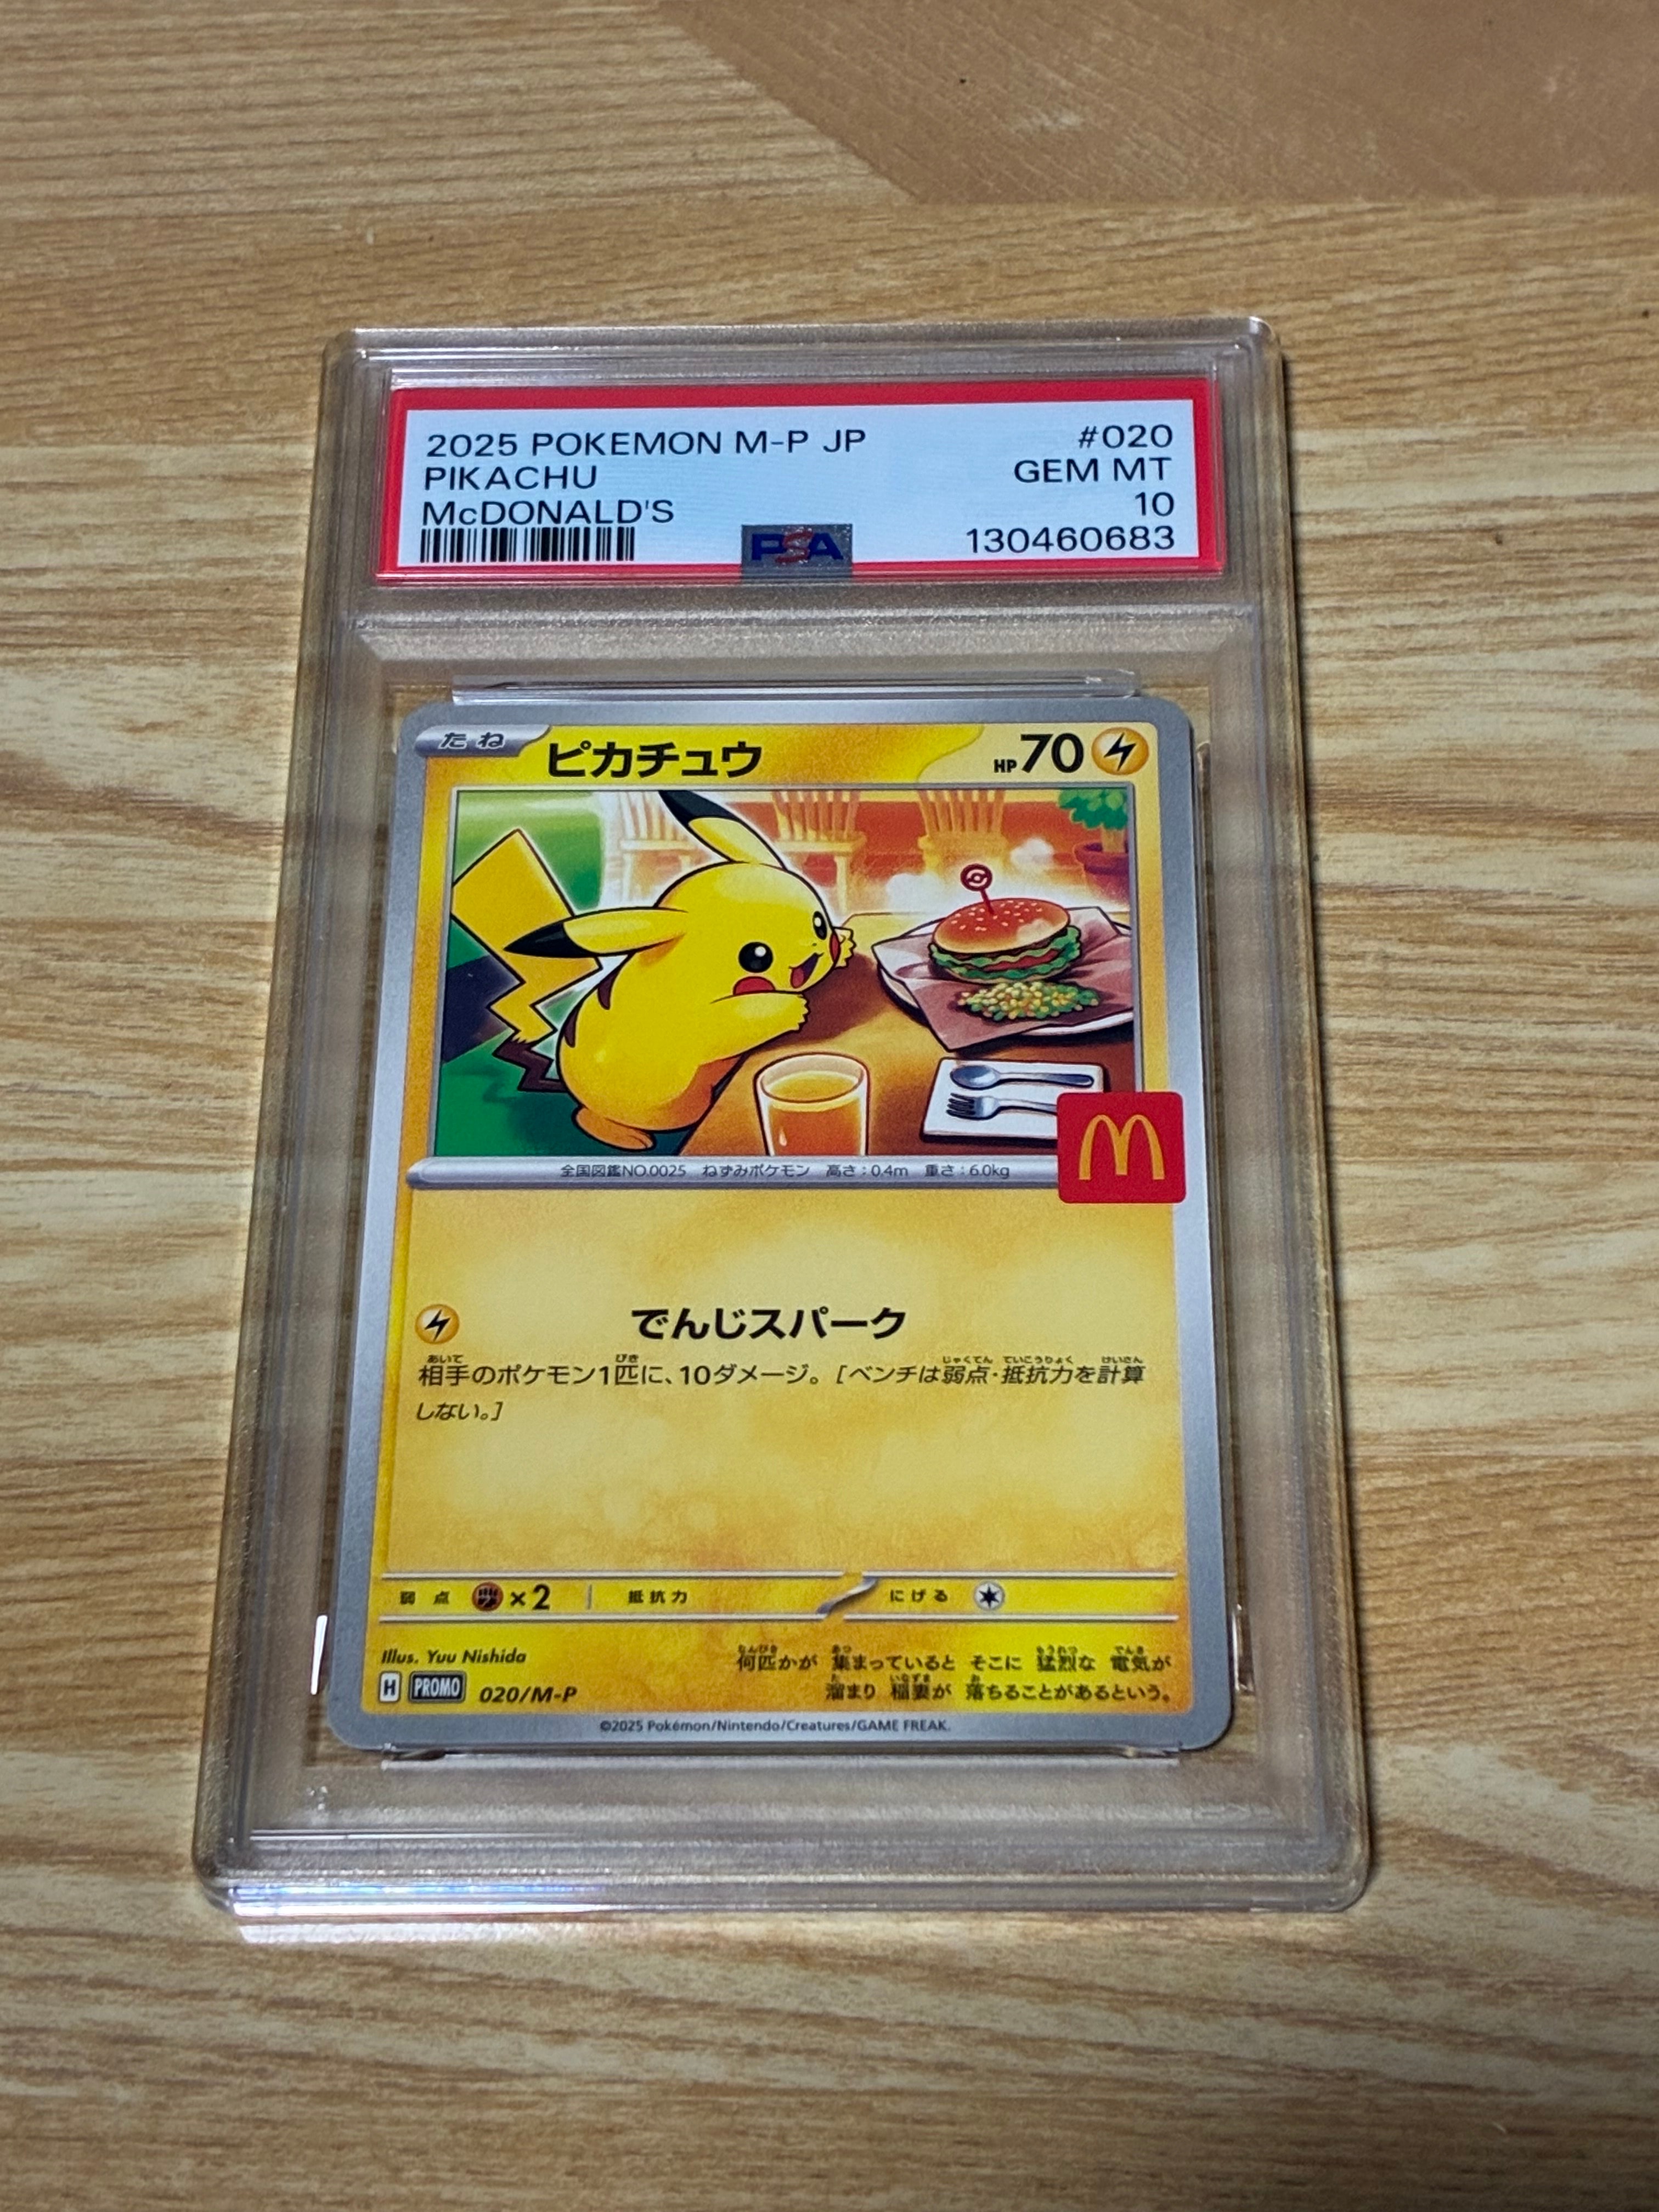 2025 POKEMON M-P JP #020
PIKACHU GEM MT
McDONALD'S 10
PSA 130460683
たね ピカチュウ HP70
全国図鑑NO.0025 ねずみポケモン 高さ:0.4m 重さ:6.0kg
でんじスパーク
相手のポケモン1匹に、10ダメージ。[ベンチは弱点・抵抗力を計算
しない。]
弱点 ×2 抵抗力 にげる
Illus. Yuu Nishida
何匹かが 集まっていると そこに 猛烈な 電気が
溜まり 稲妻が 落ちることがあるという。
H PROMO 020/M-P
©2025 Pokémon/Nintendo/Creatures/GAME FREAK.